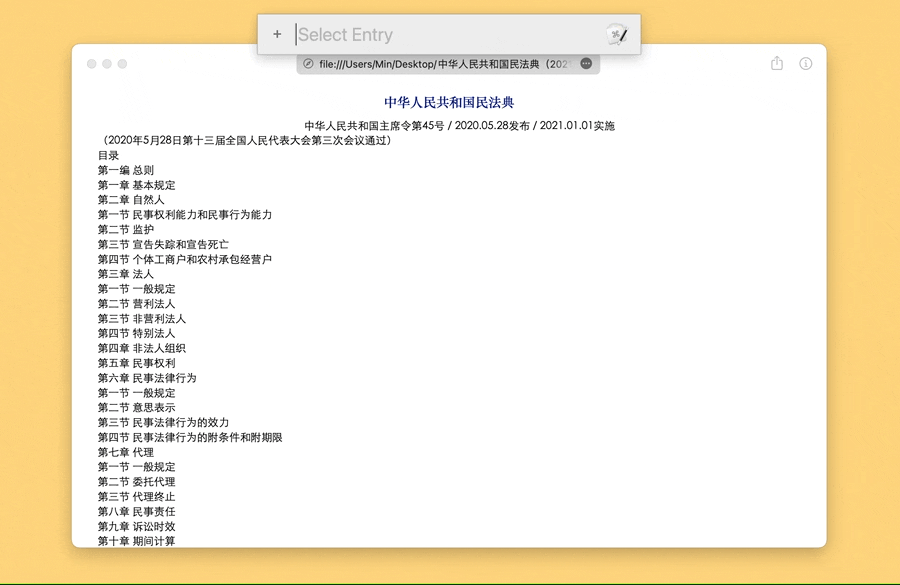 + Select Entry
file:///Users/Min/Desktop/中华人民共和国民法典（202
中华人民共和国民法典
中华人民共和国主席令第45号 / 2020.05.28发布 / 2021.01.01实施
（2020年5月28日第十三届全国人民代表大会第三次会议通过）
目录
第一编 总则
第一章 基本规定
第二章 自然人
第一节 民事权利能力和民事行为能力
第二节 监护
第三节 宣告失踪和宣告死亡
第四节 个体工商户和农村承包经营户
第三章 法人
第一节 一般规定
第二节 营利法人
第三节 非营利法人
第四节 特别法人
第四章 非法人组织
第五章 民事权利
第六章 民事法律行为
第一节 一般规定
第二节 意思表示
第三节 民事法律行为的效力
第四节 民事法律行为的附条件和附期限
第七章 代理
第一节 一般规定
第二节 委托代理
第三节 代理终止
第八章 民事责任
第九章 诉讼时效
第十章 期间计算